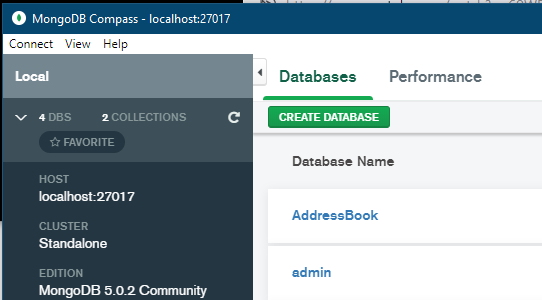 MongoDB Compass - localhost:27017
Connect View Help
Local
4 DBS 2 COLLECTIONS
☆ FAVORITE
HOST
localhost:27017
CLUSTER
Standalone
EDITION
MongoDB 5.0.2 Community
Databases Performance
CREATE DATABASE
Database Name
AddressBook
admin